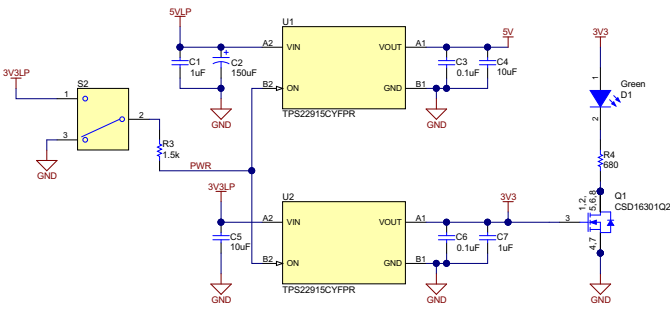 5VLP
U1
5V
3V3
A2
VIN
VOUT
A1
C1
1uF
C2
150uF
C3
0.1uF
C4
10uF
3V3LP
S2
1
2
3
B2
ON
GND
B1
TPS22915CYFPR
GND
GND
1
Green
D1
2
R3
1.5k
GND
PWR
R4
680
3V3LP
U2
3V3
1,2,
5,6,8
Q1
CSD16301Q2
A2
VIN
VOUT
A1
3
4,7
C5
10uF
C6
0.1uF
C7
1uF
B2
ON
GND
B1
TPS22915CYFPR
GND
GND
GND